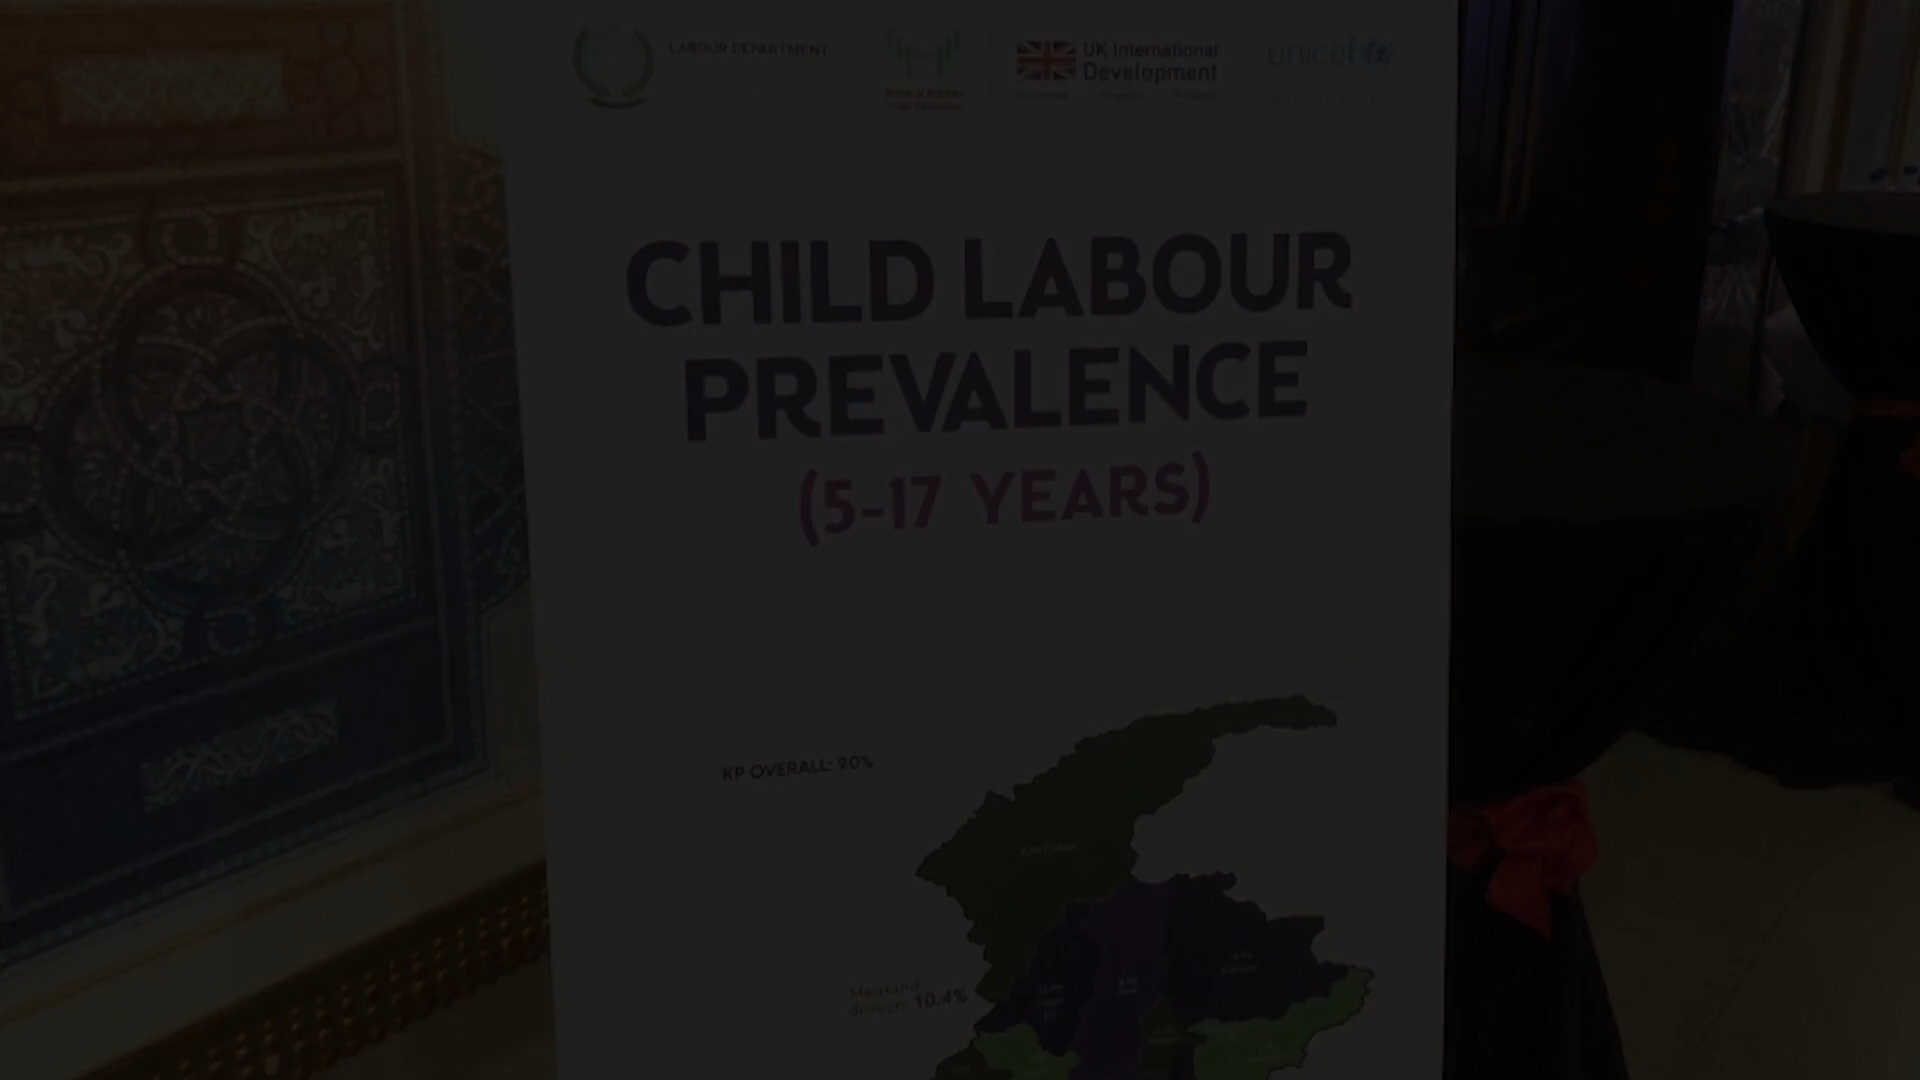 LABOUR DEPARTMENT
UK International
Development
unicef
CHILD LABOUR
PREVALENCE
(5-17 YEARS)
KP OVERALL: 9.0%
Malakand
division: 10.4%